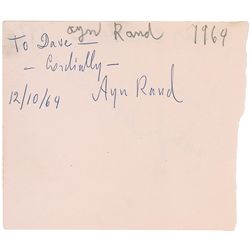 ayn Rand 1969
To Dave —
— Cordially —
12/10/69 Ayn Rand